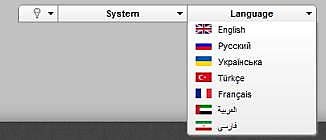 System
Language
English
Русский
Українська
Türkçe
Français
العربية
فارسی